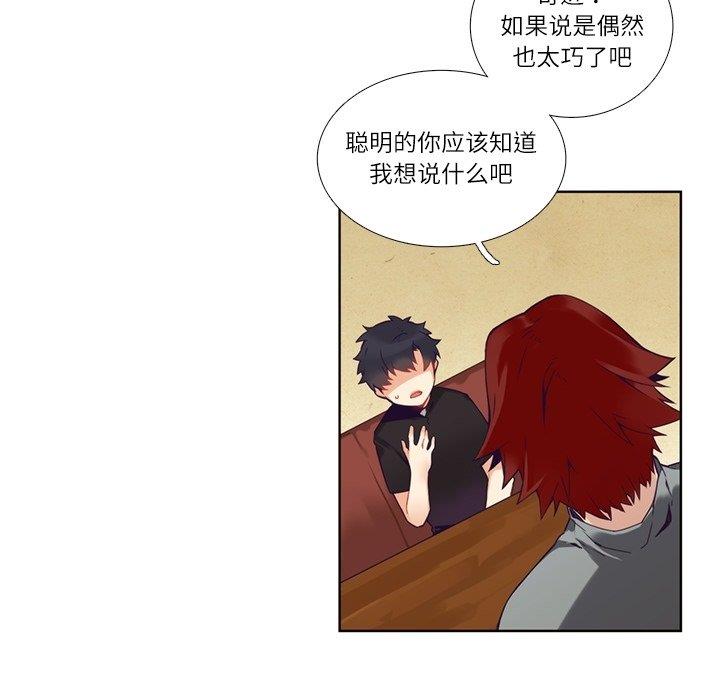 如果说是偶然
也太巧了吧
聪明的你应该知道
我想说什么吧